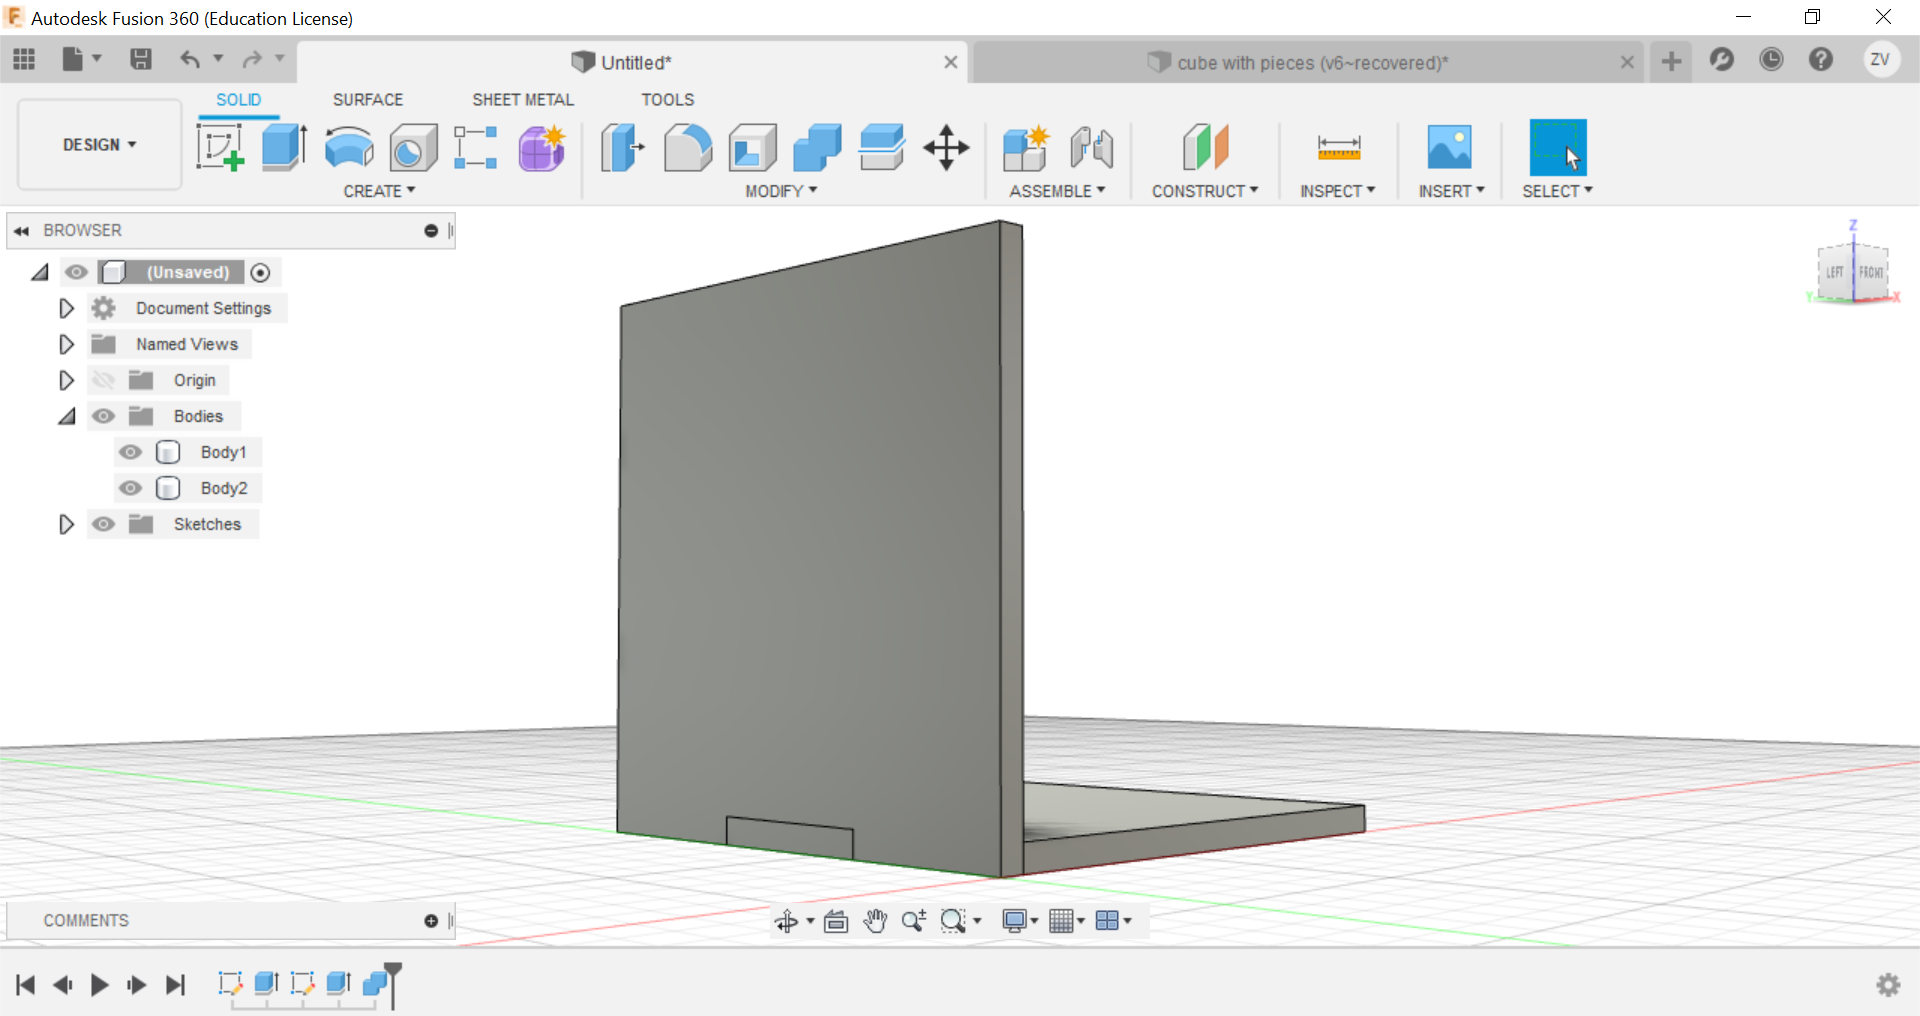 Autodesk Fusion 360 (Education License)
Untitled*
cube with pieces (v6~recovered)*
ZV
DESIGN
SOLID
SURFACE
SHEET METAL
TOOLS
CREATE
MODIFY
ASSEMBLE
CONSTRUCT
INSPECT
INSERT
SELECT
BROWSER
(Unsaved)
Document Settings
Named Views
Origin
Bodies
Body1
Body2
Sketches
Z
LEFT
FRONT
Y
X
COMMENTS